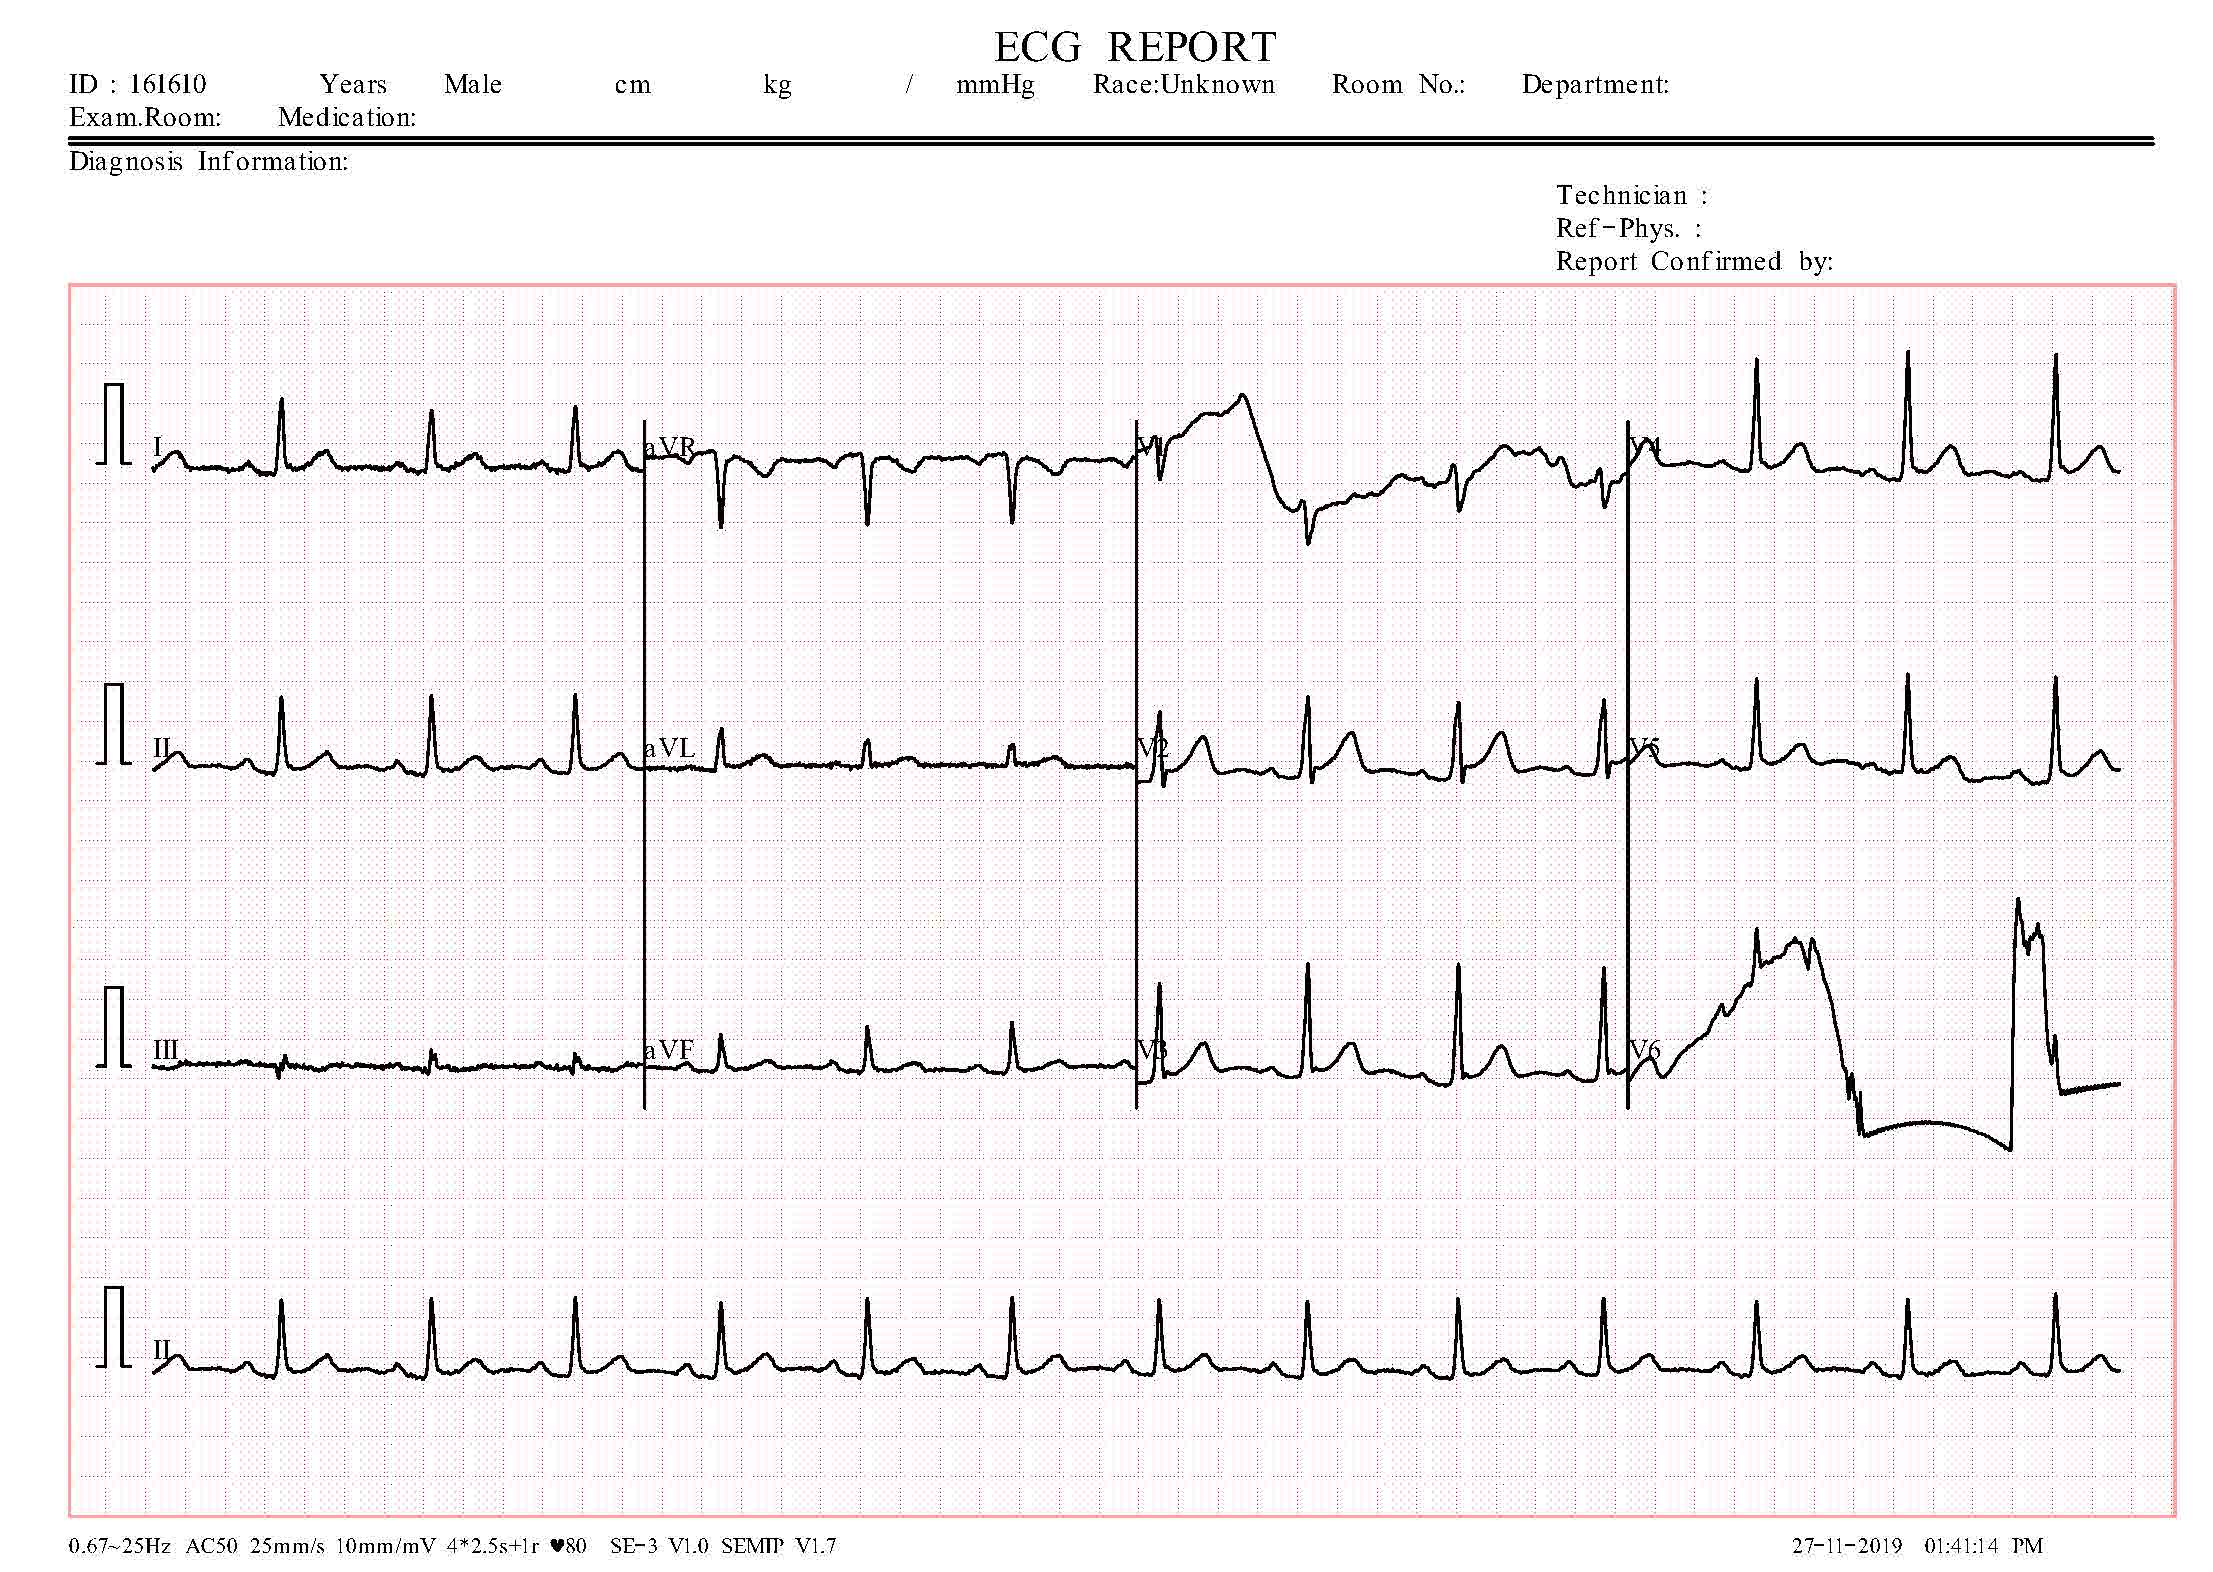 ECG REPORT
ID : 161610 Years Male cm kg / mmHg Race:Unknown Room No.: Department:
Exam.Room: Medication:
Diagnosis Information:
Technician :
Ref-Phys. :
Report Confirmed by:
I aVR V1 V4
II aVL V2 V5
III aVF V3 V6
II
0.67~25Hz AC50 25mm/s 10mm/mV 4*2.5s+1r ♥80 SE-3 V1.0 SEMIP V1.7 27-11-2019 01:41:14 PM